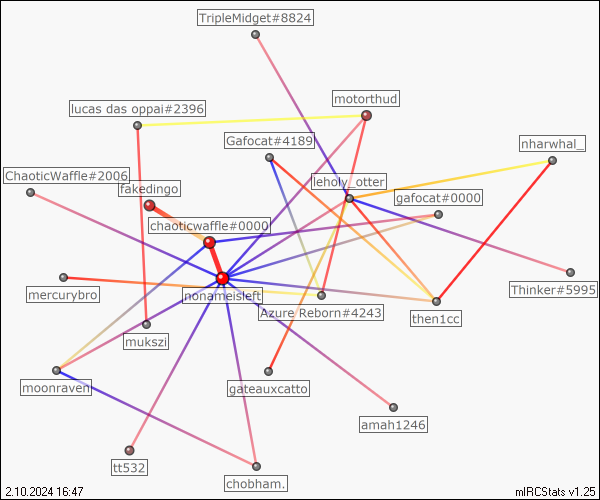 TripleMidget#8824
motorthud
lucas das oppai#2396
Gafocat#4189
nharwhal_
ChaoticWaffle#2006
leholy_otter
fakedingo
gafocat#0000
chaoticwaffle#0000
mercurybro
nonameisleft
Thinker#5995
Azure Reborn#4243
then1cc
mukszi
moonraven
gateauxcatto
amah1246
tt532
chobham.
2.10.2024 16:47
mIRCStats v1.25